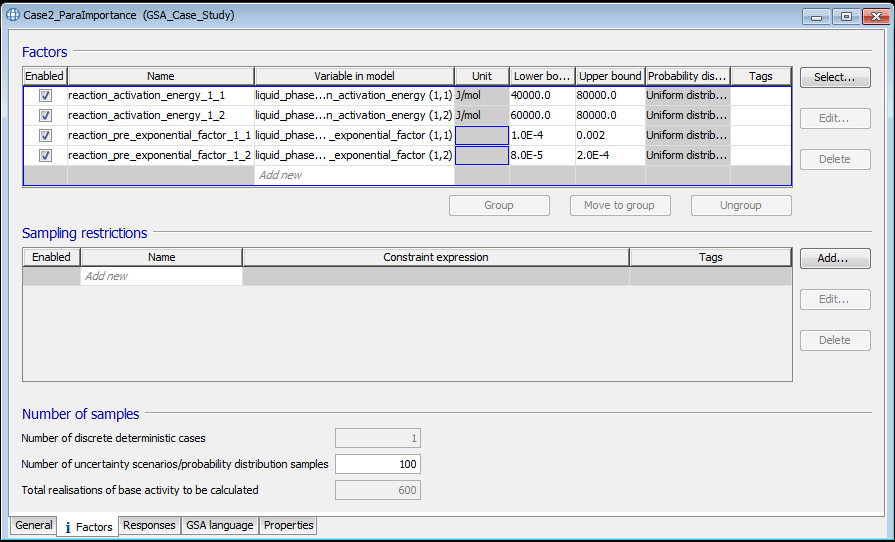 Case2_ParaImportance (GSA_Case_Study)
Factors
Enabled Name Variable in model Unit Lower bo... Upper bound Probability dis... Tags
reaction_activation_energy_1_1 liquid_phase...n_activation_energy (1,1) J/mol 40000.0 80000.0 Uniform distrib...
reaction_activation_energy_1_2 liquid_phase...n_activation_energy (1,2) J/mol 60000.0 80000.0 Uniform distrib...
reaction_pre_exponential_factor_1_1 liquid_phase... _exponential_factor (1,1) 1.0E-4 0.002 Uniform distrib...
reaction_pre_exponential_factor_1_2 liquid_phase... _exponential_factor (1,2) 8.0E-5 2.0E-4 Uniform distrib...
Add new
Select...
Edit...
Delete
Group Move to group Ungroup
Sampling restrictions
Enabled Name Constraint expression Tags
Add new
Add...
Edit...
Delete
Number of samples
Number of discrete deterministic cases 1
Number of uncertainty scenarios/probability distribution samples 100
Total realisations of base activity to be calculated 600
General i Factors Responses GSA language Properties